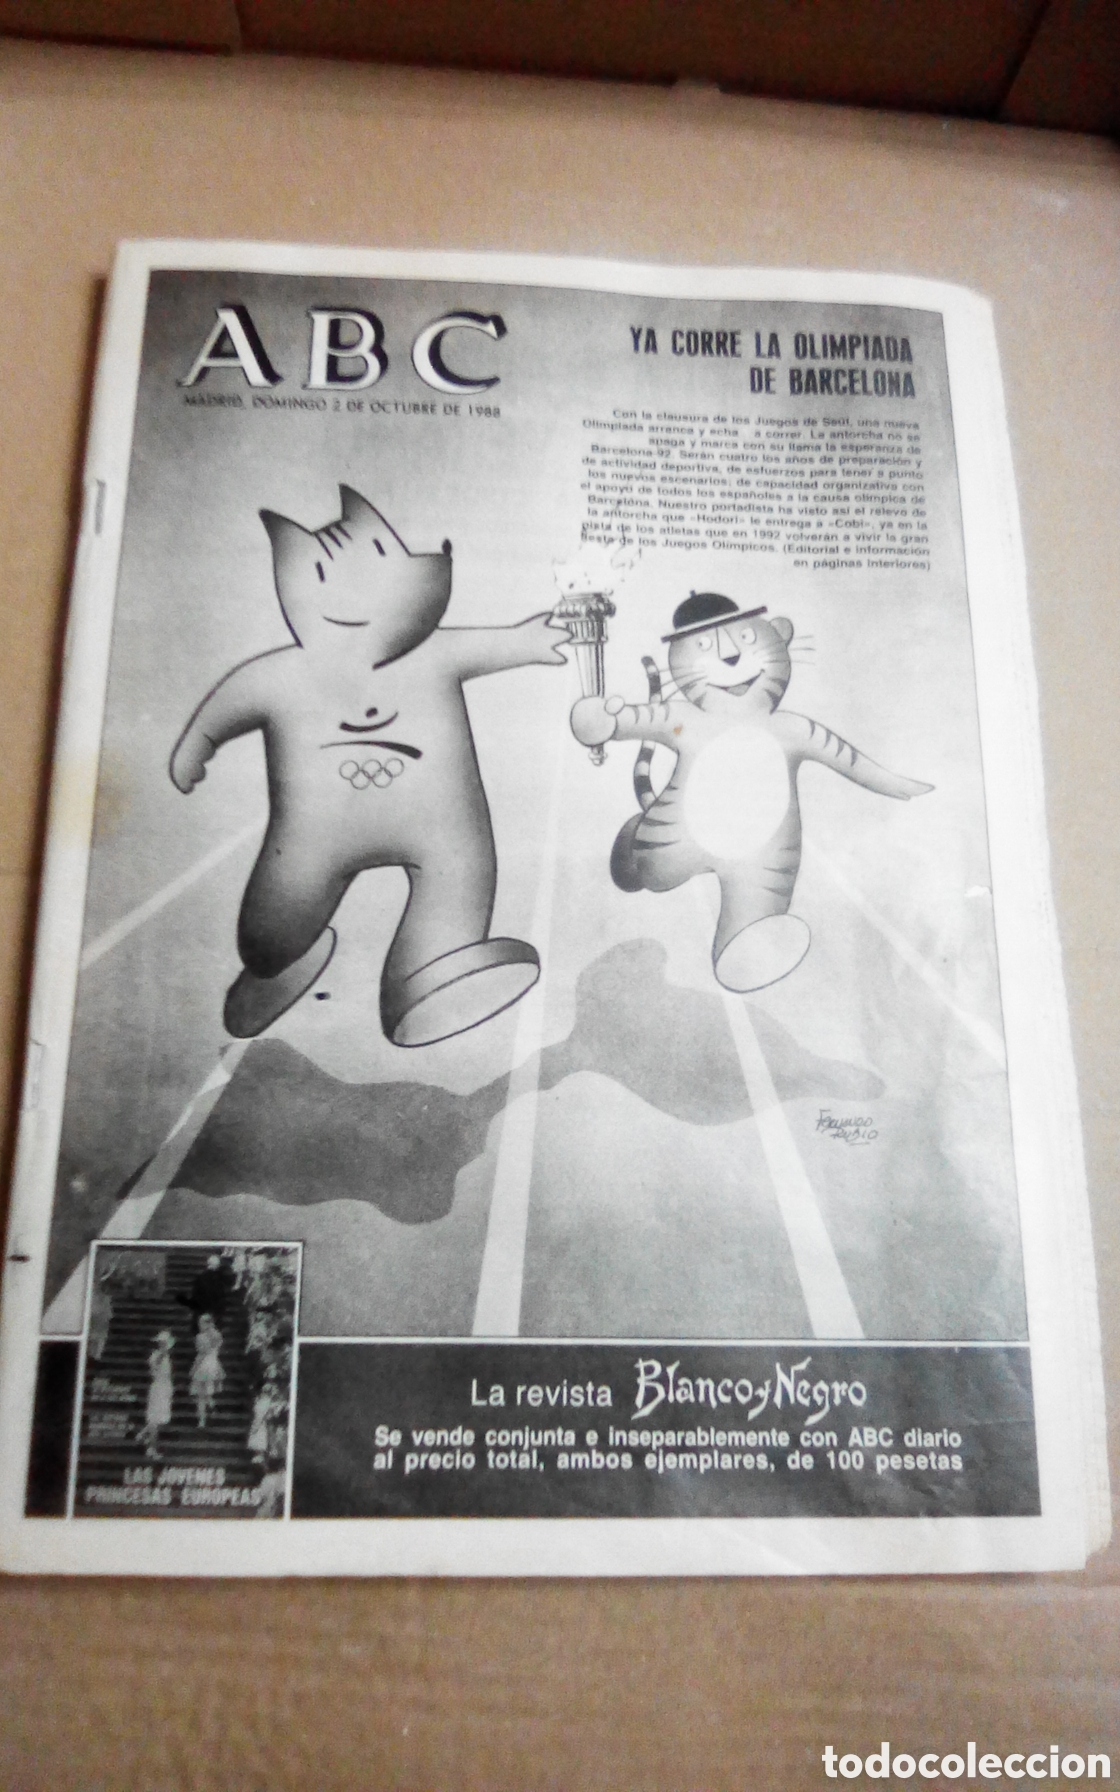 ABC
MADRID, DOMINGO 2 DE OCTUBRE DE 1988
YA CORRE LA OLIMPIADA
DE BARCELONA
Con la clausura de los Juegos de Seúl, una nueva
Olimpiada arranca y echa a correr. La antorcha no se
apaga y marca con su llama la esperanza de
Barcelona-92. Serán cuatro los años de preparación y
de actividad deportiva, de esfuerzos para tener a punto
los nuevos escenarios; de capacidad organizativa con
el apoyo de todos los españoles a la causa olímpica de
Barcelona. Nuestro portadista ha visto así el relevo de
la antorcha que «Hodori» le entrega a «Cobi», ya en la
pista de los atletas que en 1992 volverán a vivir la gran
fiesta de los Juegos Olímpicos. (Editorial e información
en páginas interiores)
Fernando
Rubio
LAS JÓVENES
PRINCESAS EUROPEAS
La revista Blanco y Negro
Se vende conjunta e inseparablemente con ABC diario
al precio total, ambos ejemplares, de 100 pesetas
todocoleccion